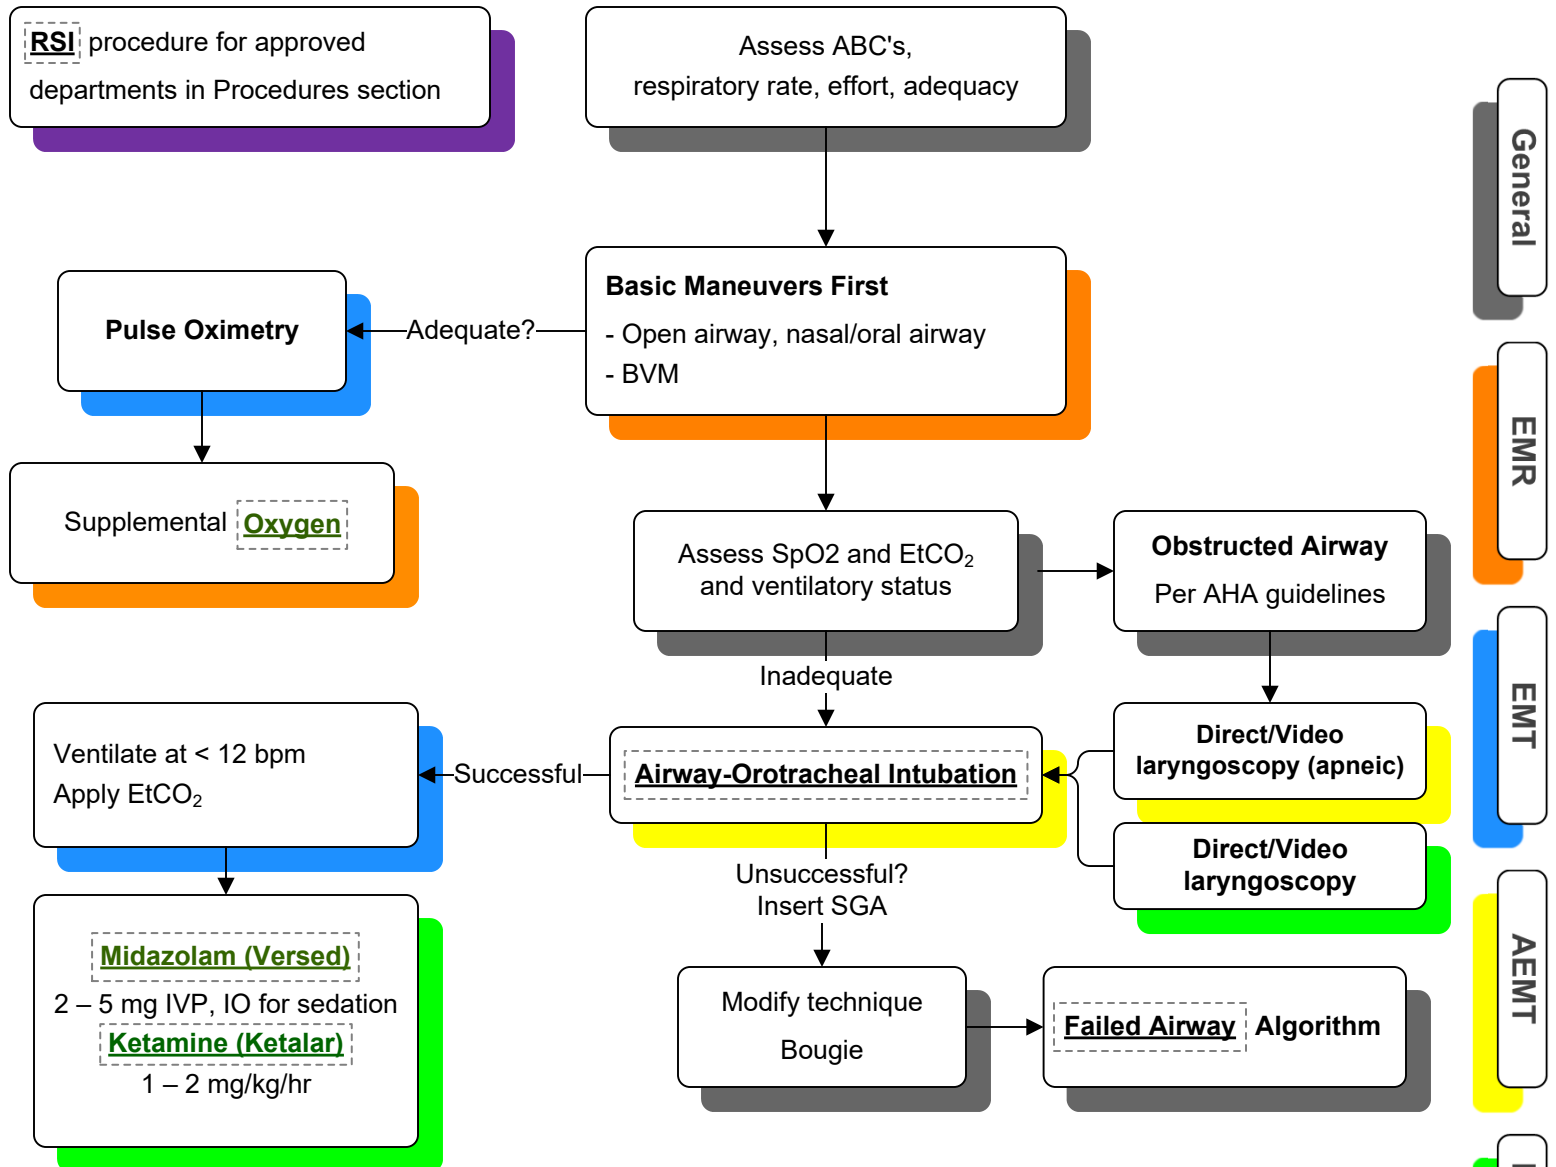 RSI procedure for approved
departments in Procedures section
Assess ABC's,
respiratory rate, effort, adequacy
Basic Maneuvers First
- Open airway, nasal/oral airway
- BVM
Adequate?
Pulse Oximetry
Supplemental Oxygen
Assess SpO2 and EtCO₂
and ventilatory status
Obstructed Airway
Per AHA guidelines
Inadequate
Direct/Video
laryngoscopy (apneic)
Airway-Orotracheal Intubation
Successful
Ventilate at < 12 bpm
Apply EtCO₂
Direct/Video
laryngoscopy
Unsuccessful?
Insert SGA
Midazolam (Versed)
2 – 5 mg IVP, IO for sedation
Ketamine (Ketalar)
1 – 2 mg/kg/hr
Modify technique
Bougie
Failed Airway Algorithm
General
EMR
EMT
AEMT